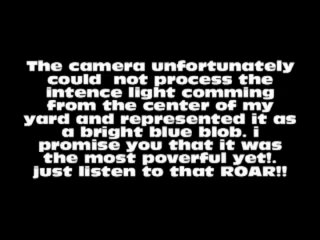 The camera unfortunately
could  not process the
intence light comming
from the center of my
yard and represented it as
a bright blue blob. i
promise you that it was
the most poverful yet!.
just listen to that ROAR!!